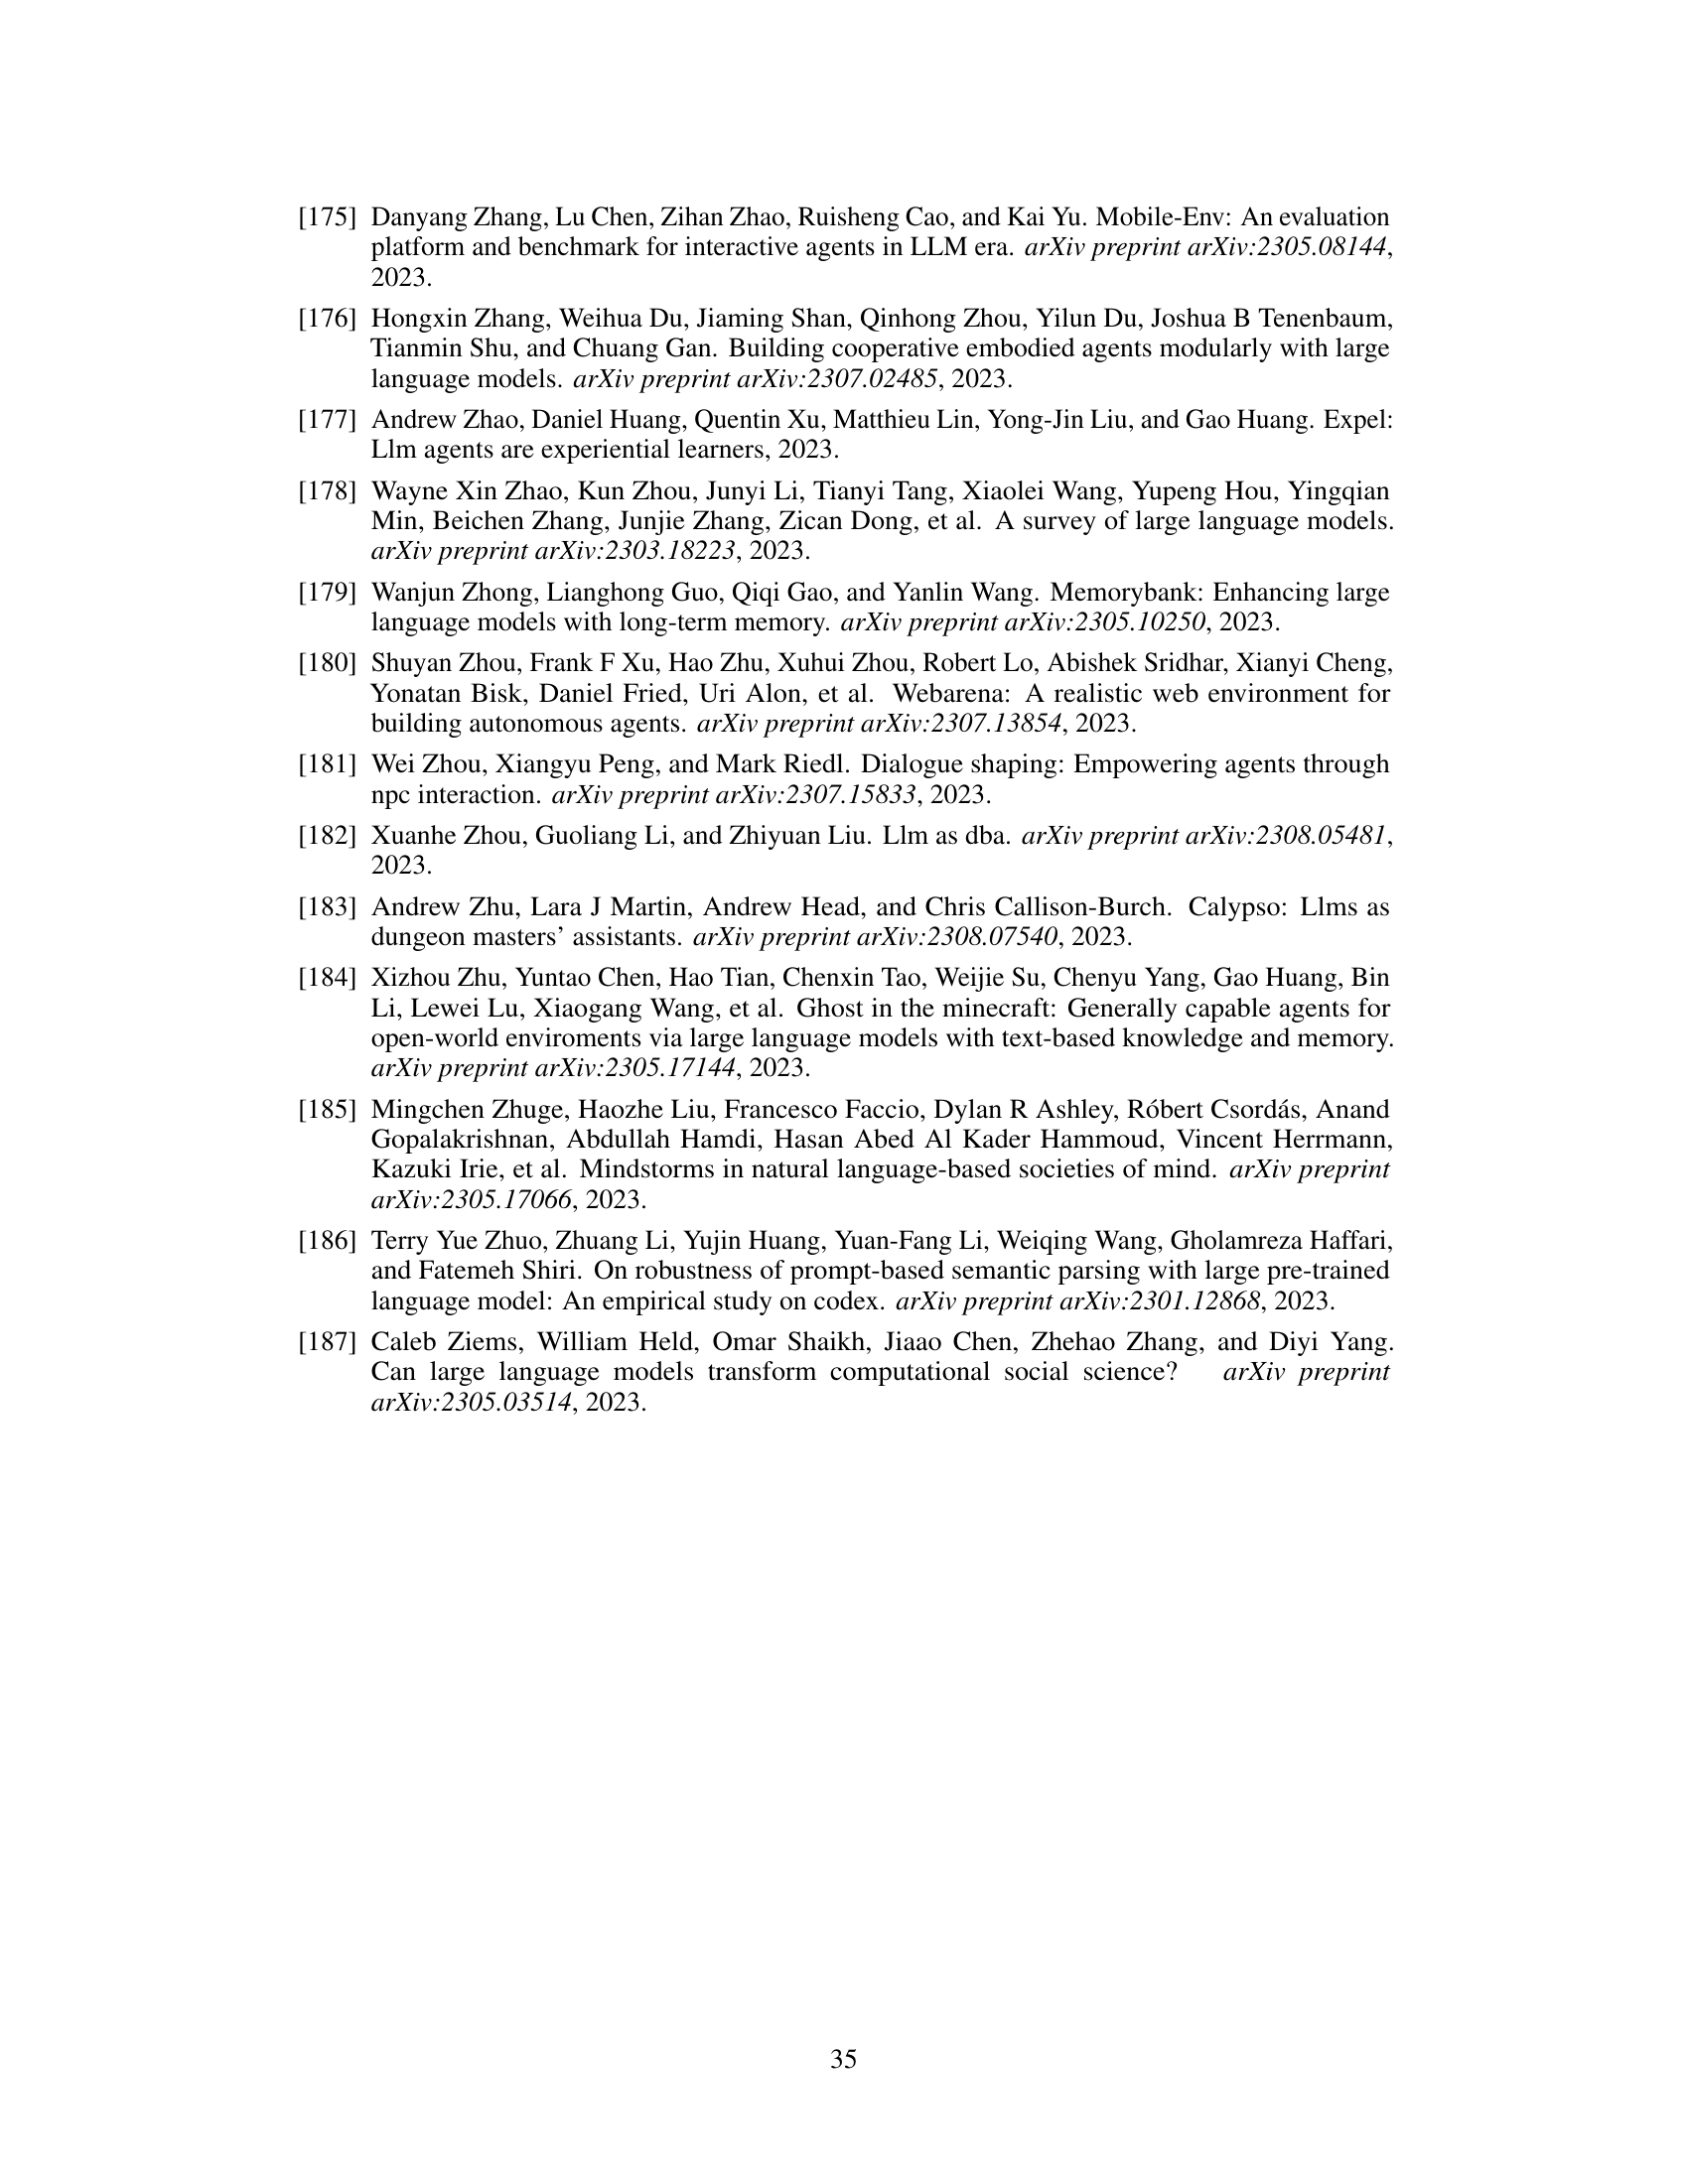 [175] Danyang Zhang, Lu Chen, Zihan Zhao, Ruisheng Cao, and Kai Yu. Mobile-Env: An evaluation
platform and benchmark for interactive agents in LLM era. arXiv preprint arXiv:2305.08144,
2023.
[176] Hongxin Zhang, Weihua Du, Jiaming Shan, Qinhong Zhou, Yilun Du, Joshua B Tenenbaum,
Tianmin Shu, and Chuang Gan. Building cooperative embodied agents modularly with large
language models. arXiv preprint arXiv:2307.02485, 2023.
[177] Andrew Zhao, Daniel Huang, Quentin Xu, Matthieu Lin, Yong-Jin Liu, and Gao Huang. Expel:
Llm agents are experiential learners, 2023.
[178] Wayne Xin Zhao, Kun Zhou, Junyi Li, Tianyi Tang, Xiaolei Wang, Yupeng Hou, Yingqian
Min, Beichen Zhang, Junjie Zhang, Zican Dong, et al. A survey of large language models.
arXiv preprint arXiv:2303.18223, 2023.
[179] Wanjun Zhong, Lianghong Guo, Qiqi Gao, and Yanlin Wang. Memorybank: Enhancing large
language models with long-term memory. arXiv preprint arXiv:2305.10250, 2023.
[180] Shuyan Zhou, Frank F Xu, Hao Zhu, Xuhui Zhou, Robert Lo, Abishek Sridhar, Xianyi Cheng,
Yonatan Bisk, Daniel Fried, Uri Alon, et al. Webarena: A realistic web environment for
building autonomous agents. arXiv preprint arXiv:2307.13854, 2023.
[181] Wei Zhou, Xiangyu Peng, and Mark Riedl. Dialogue shaping: Empowering agents through
npc interaction. arXiv preprint arXiv:2307.15833, 2023.
[182] Xuanhe Zhou, Guoliang Li, and Zhiyuan Liu. Llm as dba. arXiv preprint arXiv:2308.05481,
2023.
[183] Andrew Zhu, Lara J Martin, Andrew Head, and Chris Callison-Burch. Calypso: Llms as
dungeon masters’ assistants. arXiv preprint arXiv:2308.07540, 2023.
[184] Xizhou Zhu, Yuntao Chen, Hao Tian, Chenxin Tao, Weijie Su, Chenyu Yang, Gao Huang, Bin
Li, Lewei Lu, Xiaogang Wang, et al. Ghost in the minecraft: Generally capable agents for
open-world enviroments via large language models with text-based knowledge and memory.
arXiv preprint arXiv:2305.17144, 2023.
[185] Mingchen Zhuge, Haozhe Liu, Francesco Faccio, Dylan R Ashley, Róbert Csordás, Anand
Gopalakrishnan, Abdullah Hamdi, Hasan Abed Al Kader Hammoud, Vincent Herrmann,
Kazuki Irie, et al. Mindstorms in natural language-based societies of mind. arXiv preprint
arXiv:2305.17066, 2023.
[186] Terry Yue Zhuo, Zhuang Li, Yujin Huang, Yuan-Fang Li, Weiqing Wang, Gholamreza Haffari,
and Fatemeh Shiri. On robustness of prompt-based semantic parsing with large pre-trained
language model: An empirical study on codex. arXiv preprint arXiv:2301.12868, 2023.
[187] Caleb Ziems, William Held, Omar Shaikh, Jiaao Chen, Zhehao Zhang, and Diyi Yang.
Can large language models transform computational social science? arXiv preprint
arXiv:2305.03514, 2023.
35